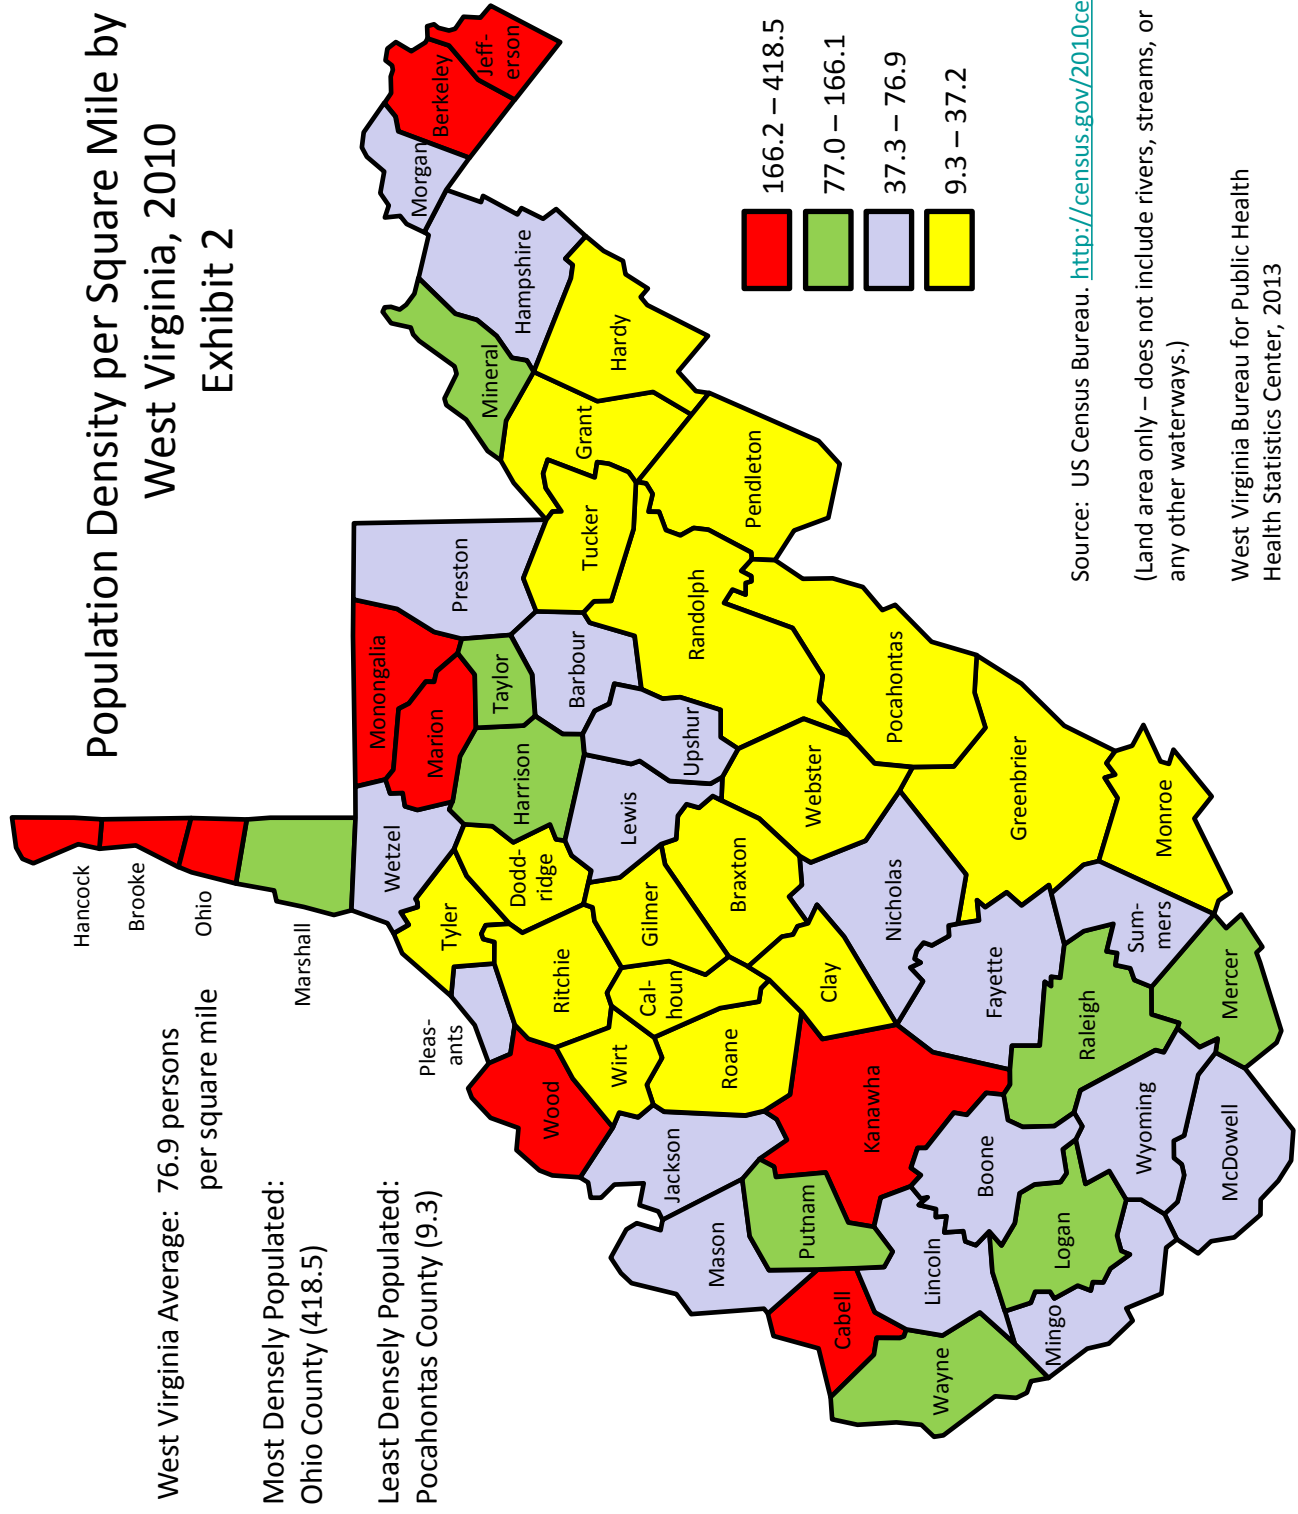 Population Density per Square Mile by
West Virginia, 2010
Exhibit 2
West Virginia Average:  76.9 persons
per square mile
Most Densely Populated:
Ohio County (418.5)
Least Densely Populated:
Pocahontas County (9.3)
Hancock
Brooke
Ohio
Marshall
Wetzel
Monongalia
Marion
Preston
Taylor
Harrison
Barbour
Tyler
Dodd-
ridge
Pleas-
ants
Ritchie
Wood
Wirt
Cal-
houn
Gilmer
Lewis
Upshur
Randolph
Tucker
Grant
Mineral
Hampshire
Morgan
Berkeley
Jeff-
erson
Hardy
Pendleton
Pocahontas
Webster
Braxton
Clay
Roane
Jackson
Mason
Putnam
Kanawha
Cabell
Wayne
Lincoln
Boone
Logan
Mingo
Wyoming
McDowell
Raleigh
Mercer
Fayette
Nicholas
Greenbrier
Sum-
mers
Monroe
166.2 – 418.5
77.0 – 166.1
37.3 – 76.9
9.3 – 37.2
Source:  US Census Bureau. http://census.gov/2010ce
(Land area only – does not include rivers, streams, or
any other waterways.)
West Virginia Bureau for Public Health
Health Statistics Center, 2013